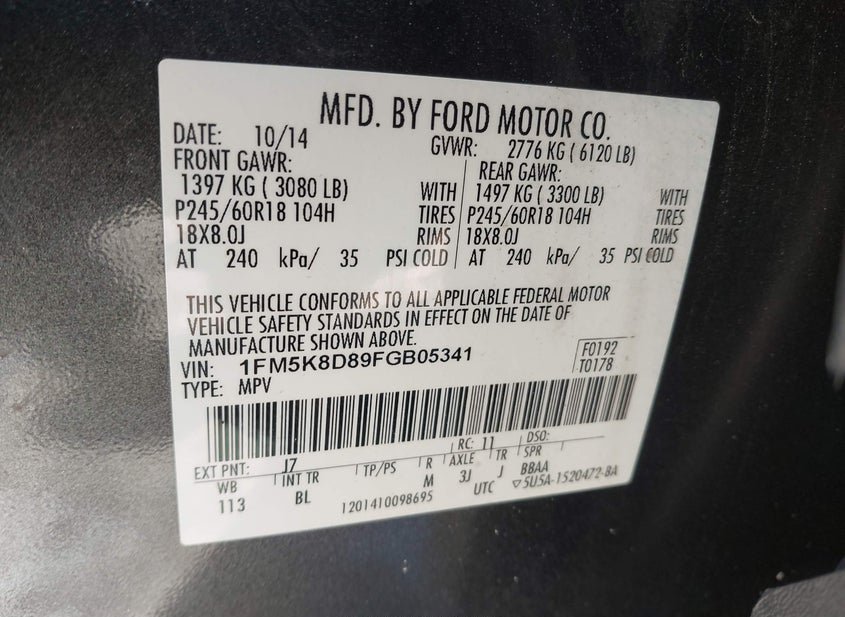 MFD. BY FORD MOTOR CO.
DATE: 10/14 GVWR: 2776 KG ( 6120 LB)
FRONT GAWR: REAR GAWR:
1397 KG ( 3080 LB) WITH 1497 KG ( 3300 LB) WITH
P245/60R18 104H TIRES P245/60R18 104H TIRES
18X8.0J RIMS 18X8.0J RIMS
AT 240 kPa/ 35 PSI COLD AT 240 kPa/ 35 PSI COLD
THIS VEHICLE CONFORMS TO ALL APPLICABLE FEDERAL MOTOR
VEHICLE SAFETY STANDARDS IN EFFECT ON THE DATE OF
MANUFACTURE SHOWN ABOVE.
VIN: 1FM5K8D89FGB05341 F0192
TYPE: MPV T0178
RC: 11 DSO:
EXT PNT: J7
WB INT TR TP/PS R AXLE TR SPR
113 BL M 3J J BBAA
1201410098695 UTC ▽5U5A-1520472-BA